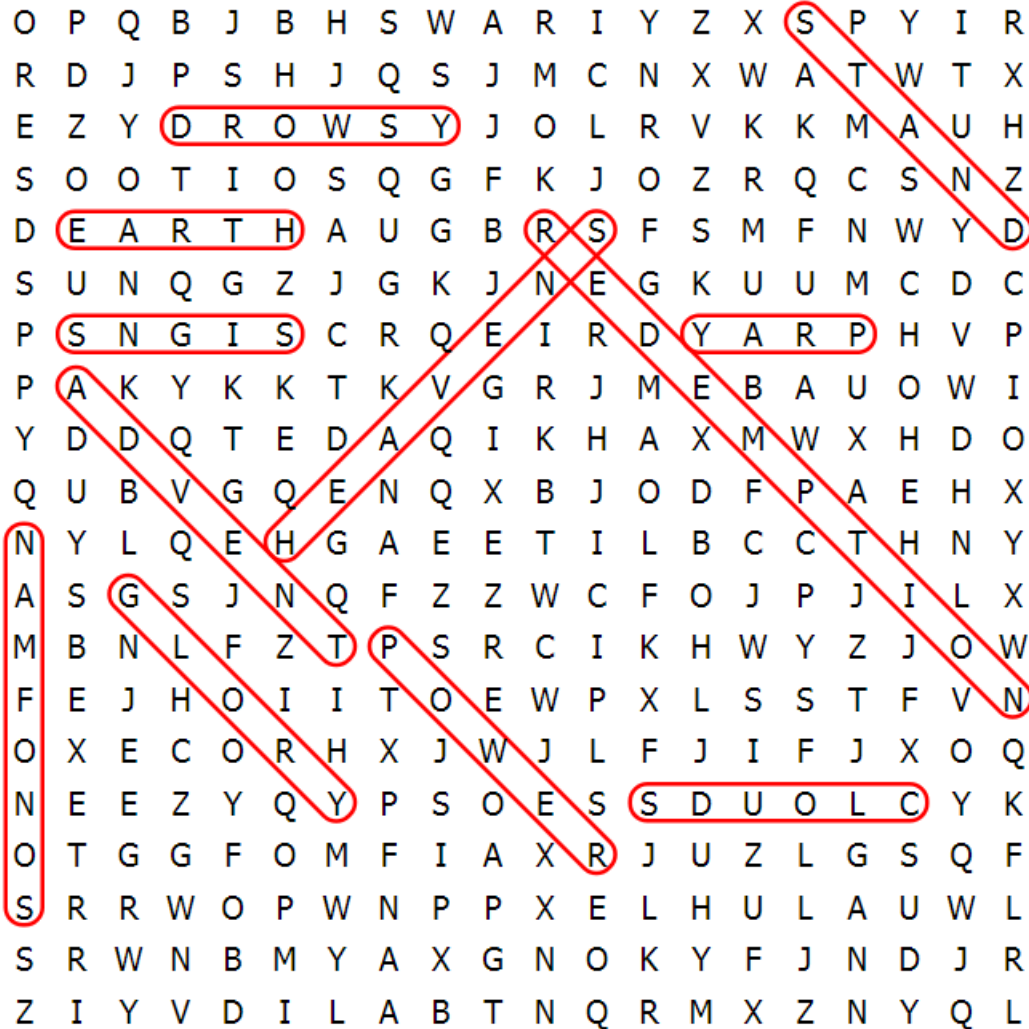 O P Q B J B H S W A R I Y Z X S P Y I R
R D J P S H J Q S J M C N X W A T W T X
E Z Y D R O W S Y J O L R V K K M A U H
S O O T I O S Q G F K J O Z R Q C S N Z
D E A R T H A U G B R S F S M F N W Y D
S U N Q G Z J G K J N E G K U U M C D C
P S N G I S C R Q E I R D Y A R P H V P
P A K Y K K T K V G R J M E B A U O W I
Y D D Q T E D A Q I K H A X M W X H D O
Q U B V G Q E N Q X B J O D F P A E H X
N Y L Q E H G A E E T I L B C C T H N Y
A S G S J N Q F Z Z W C F O J P J I L X
M B N L F Z T P S R C I K H W Y Z J O W
F E J H O I I T O E W P X L S S T F V N
O X E C O R H X J W J L F J I F J X O Q
N E E Z Y Q Y P S O E S S D U O L C Y K
O T G G F O M F I A X R J U Z L G S Q F
S R R W O P W N P P X E L H U L A U W L
S R W N B M Y A X G N O K Y F J N D J R
Z I Y V D I L A B T N Q R M X Z N Y Q L